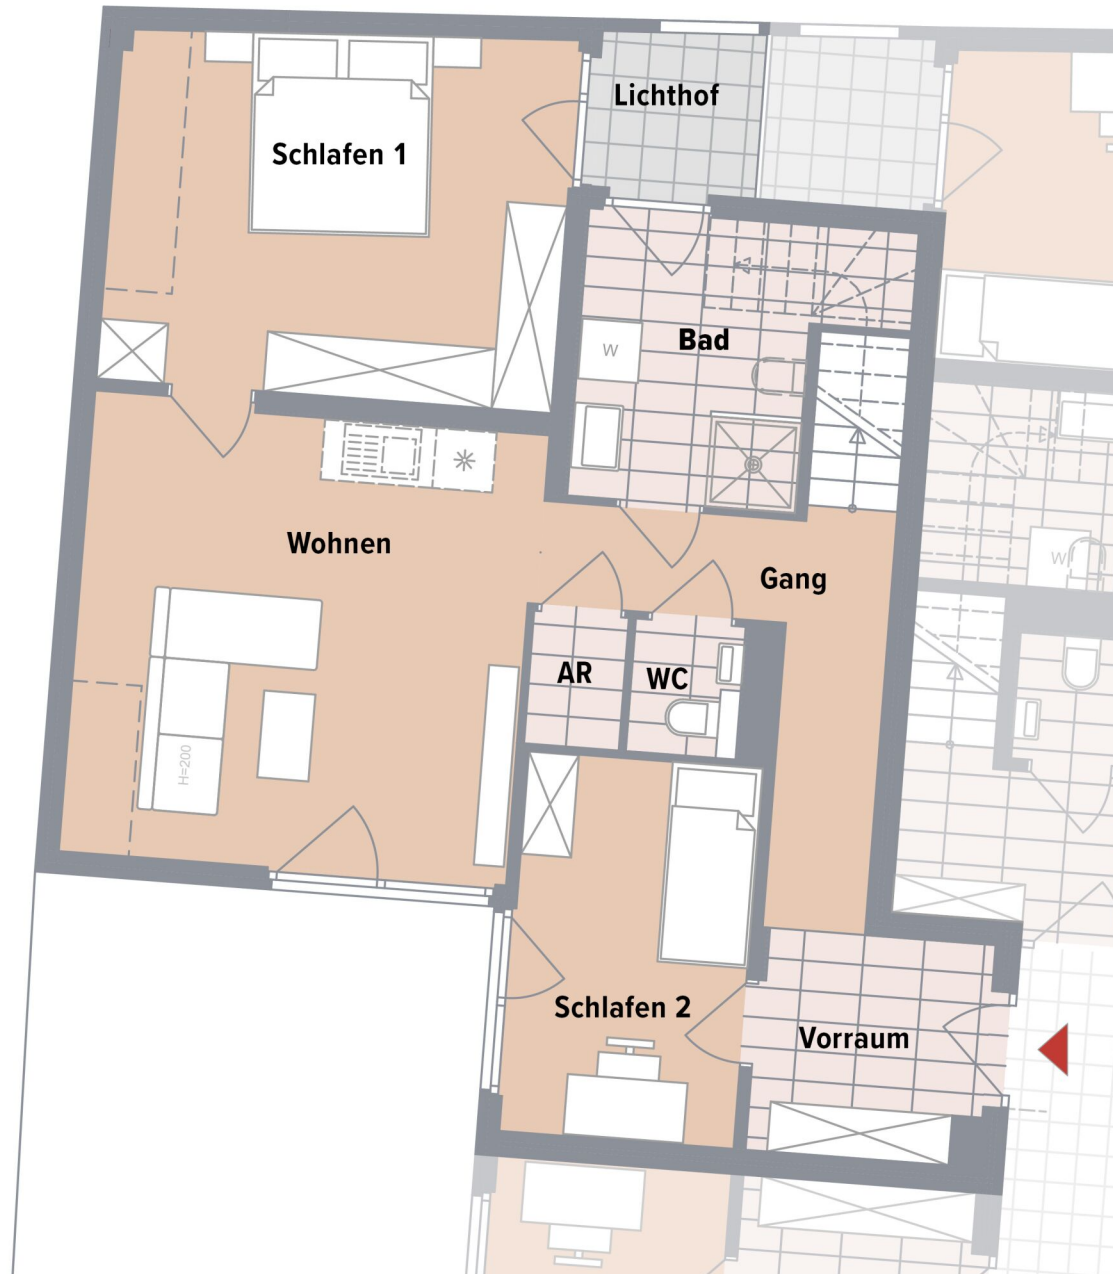 Lichthof
Schlafen 1
Bad
W
Wohnen
W
Gang
AR
WC
H=200
Schlafen 2
Vorraum